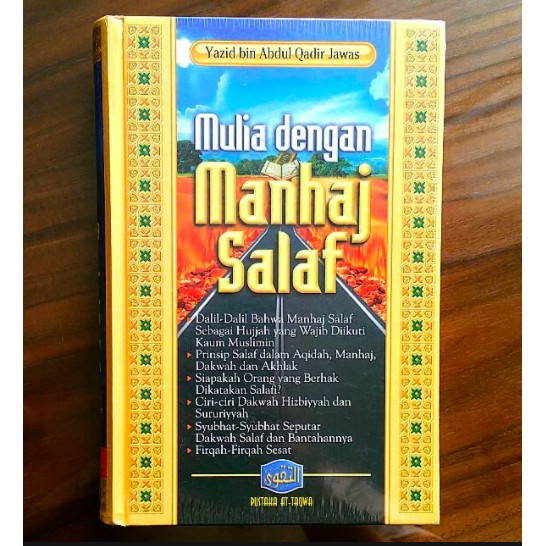 Yazid bin Abdul Qadir Jawas
Mulia dengan
Manhaj
Salaf
Dalil-Dalil Bahwa Manhaj Salaf
Sebagai Hujjah yang Wajib Diikuti
Kaum Muslimin
Prinsip Salaf dalam Aqidah, Manhaj,
Dakwah dan Akhlak
Siapakah Orang yang Berhak
Dikatakan Salafi?
Ciri-ciri Dakwah Hizbiyyah dan
Sururiyyah
Syubhat-Syubhat Seputar
Dakwah Salaf dan Bantahannya
Firqah-Firqah Sesat
التقوى
PUSTAKA AT-TAQWA